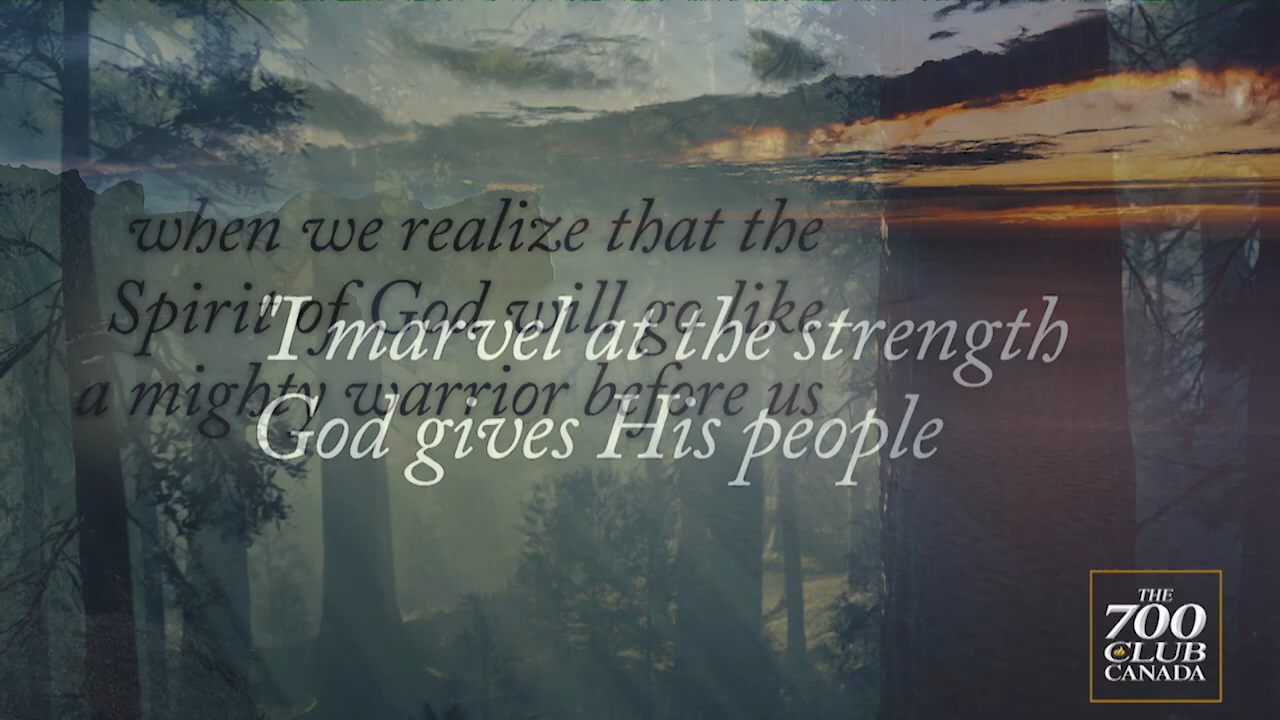 when we realize that the
Spirit of God will go like
a mighty warrior before us
"I marvel at the strength
God gives His people
THE
700
CLUB
CANADA